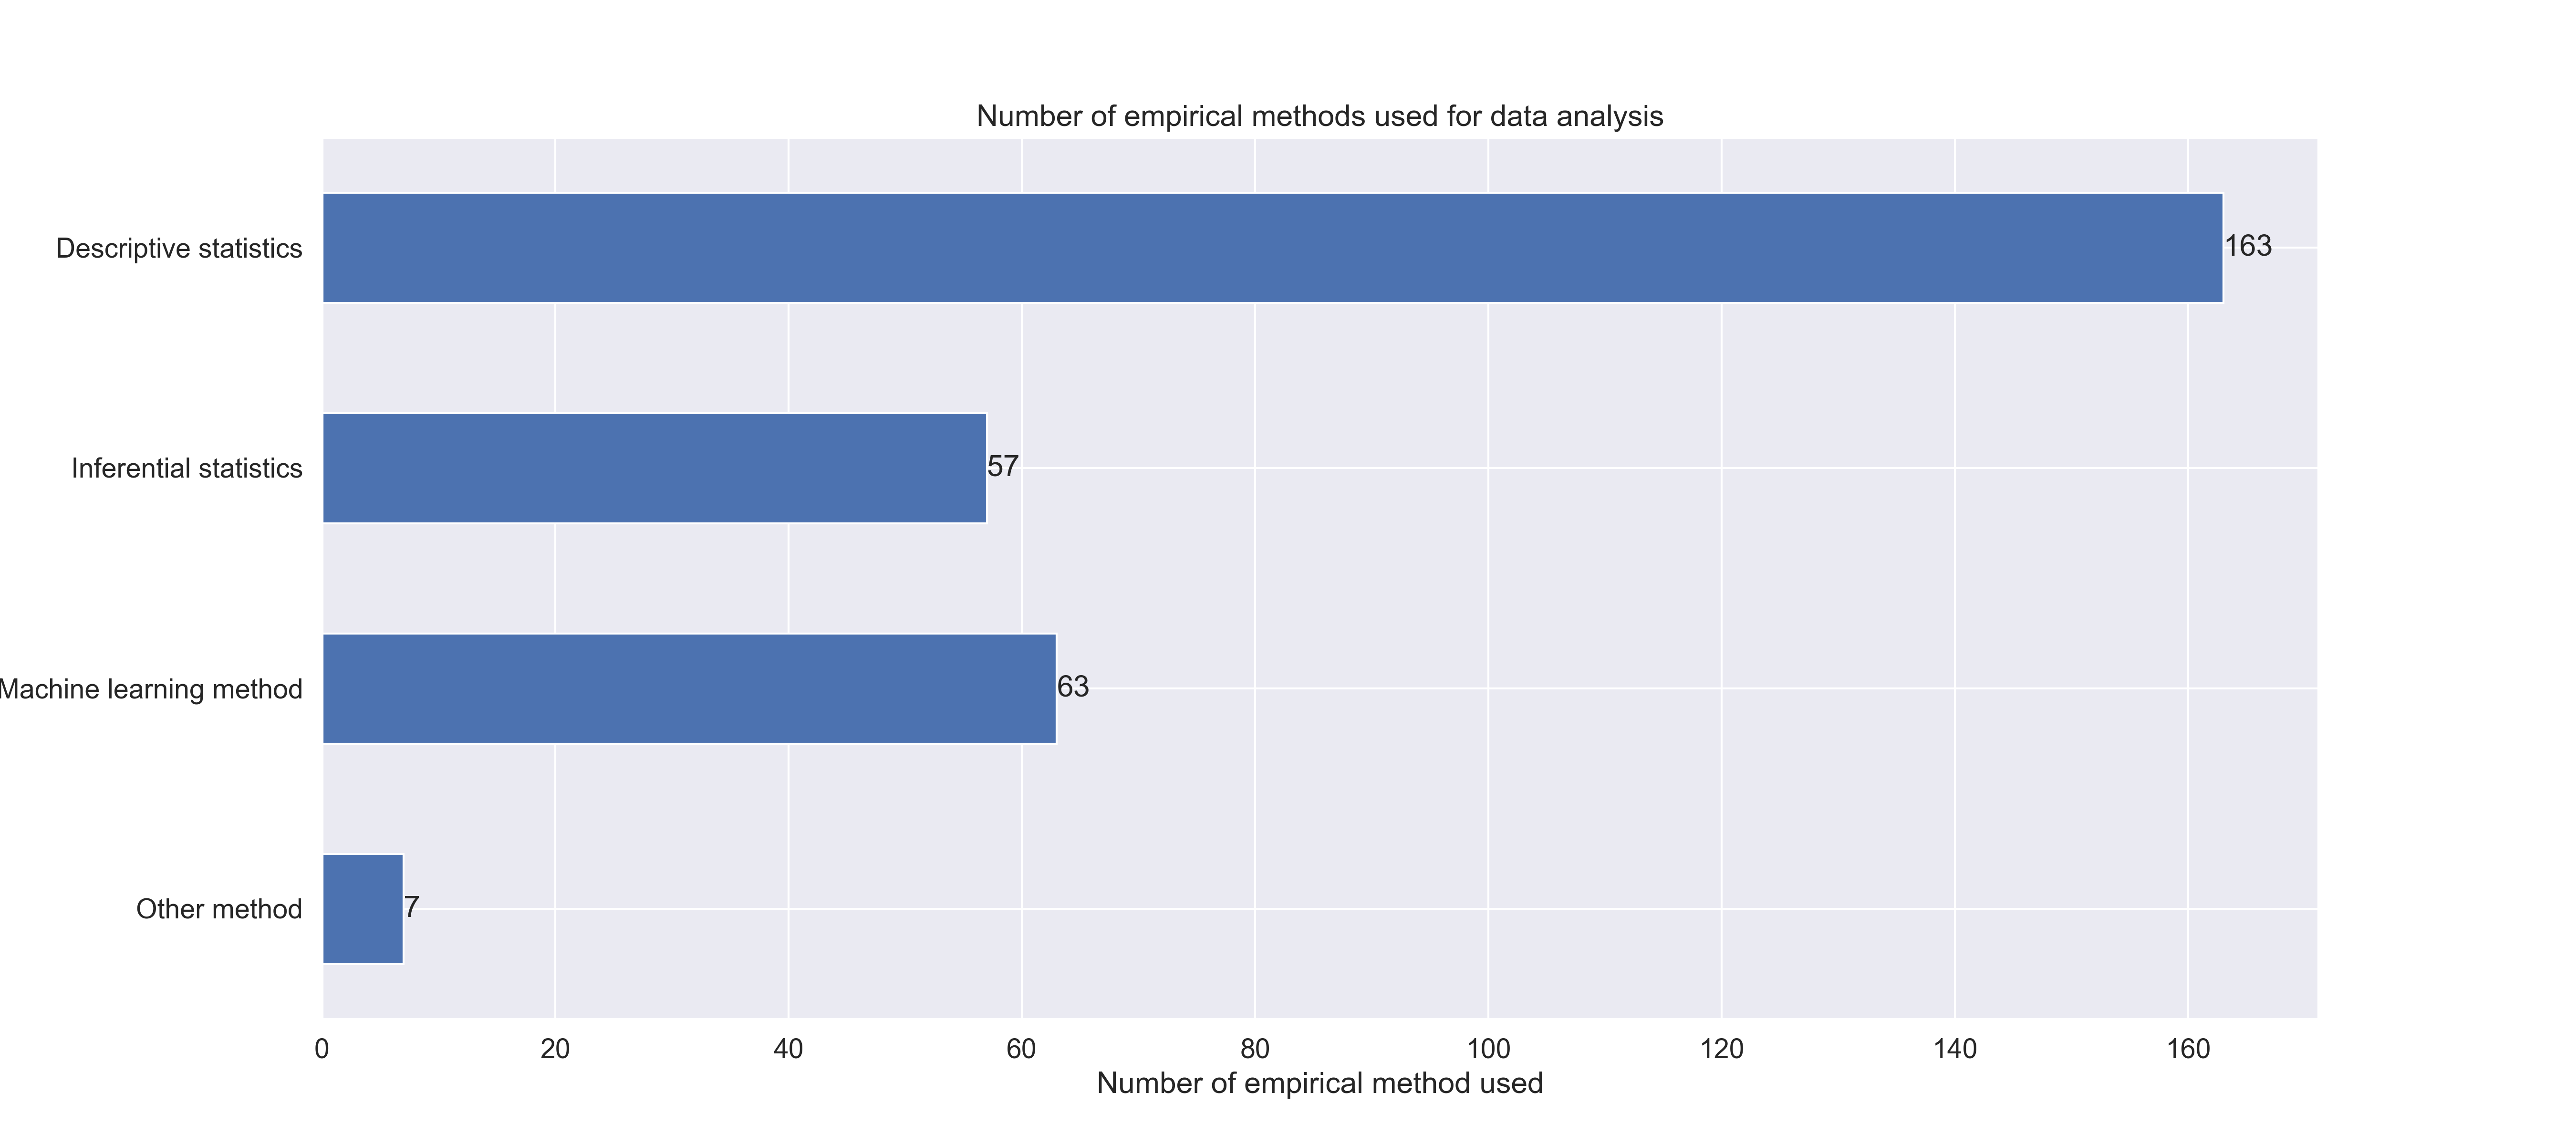 Number of empirical methods used for data analysis
Descriptive statistics
163
Inferential statistics
57
Machine learning method
63
Other method
7
0 20 40 60 80 100 120 140 160
Number of empirical method used